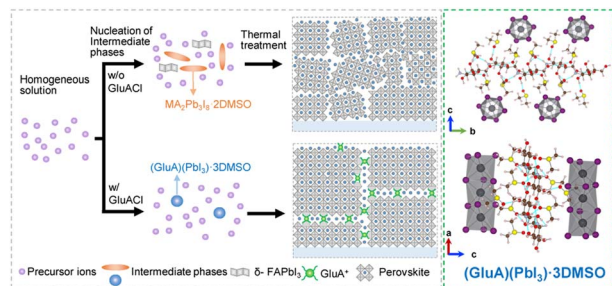 Nucleation of
Intermediate
phases
Thermal
treatment
Homogeneous
solution
w/o
GluACl
MA₂Pb₃I₈·2DMSO
(GluA)(PbI₃)·3DMSO
w/
GluACl
Precursor ions
Intermediate phases
δ- FAPbI₃
GluA⁺
Perovskite
c
b
a
c
(GluA)(PbI₃)·3DMSO